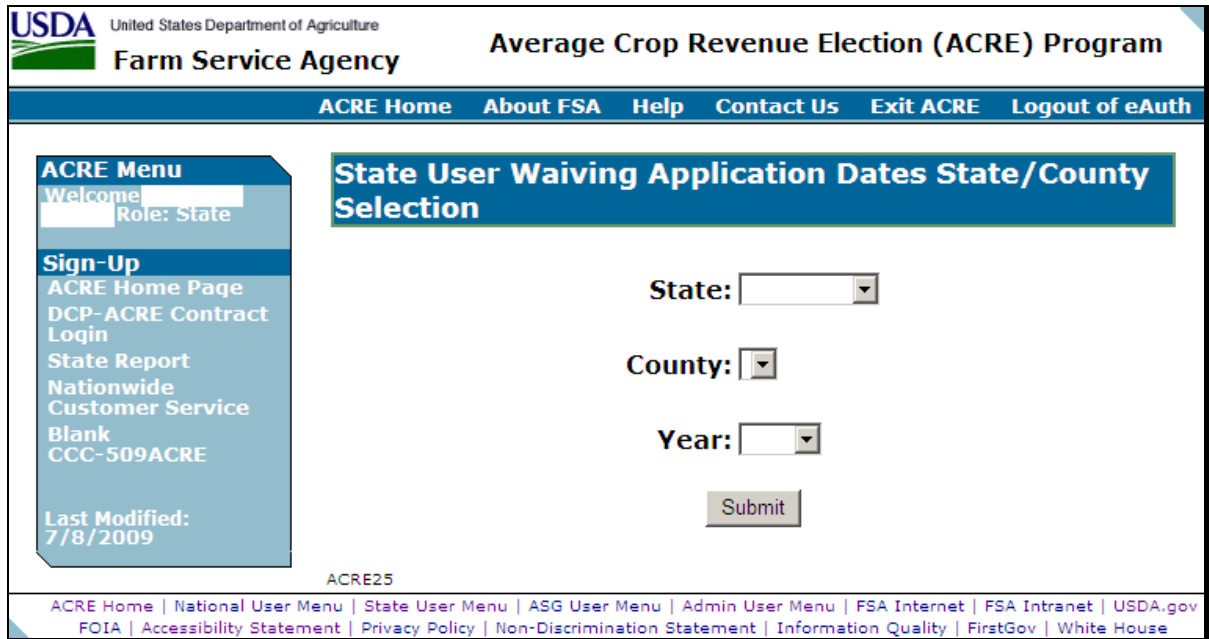 USDA United States Department of Agriculture
Farm Service Agency
Average Crop Revenue Election (ACRE) Program
ACRE Home About FSA Help Contact Us Exit ACRE Logout of eAuth
ACRE Menu
Welcome
Role: State
Sign-Up
ACRE Home Page
DCP-ACRE Contract
Login
State Report
Nationwide
Customer Service
Blank
CCC-509ACRE
Last Modified:
7/8/2009
State User Waiving Application Dates State/County
Selection
State:
County:
Year:
Submit
ACRE25
ACRE Home | National User Menu | State User Menu | ASG User Menu | Admin User Menu | FSA Internet | FSA Intranet | USDA.gov
FOIA | Accessibility Statement | Privacy Policy | Non-Discrimination Statement | Information Quality | FirstGov | White House